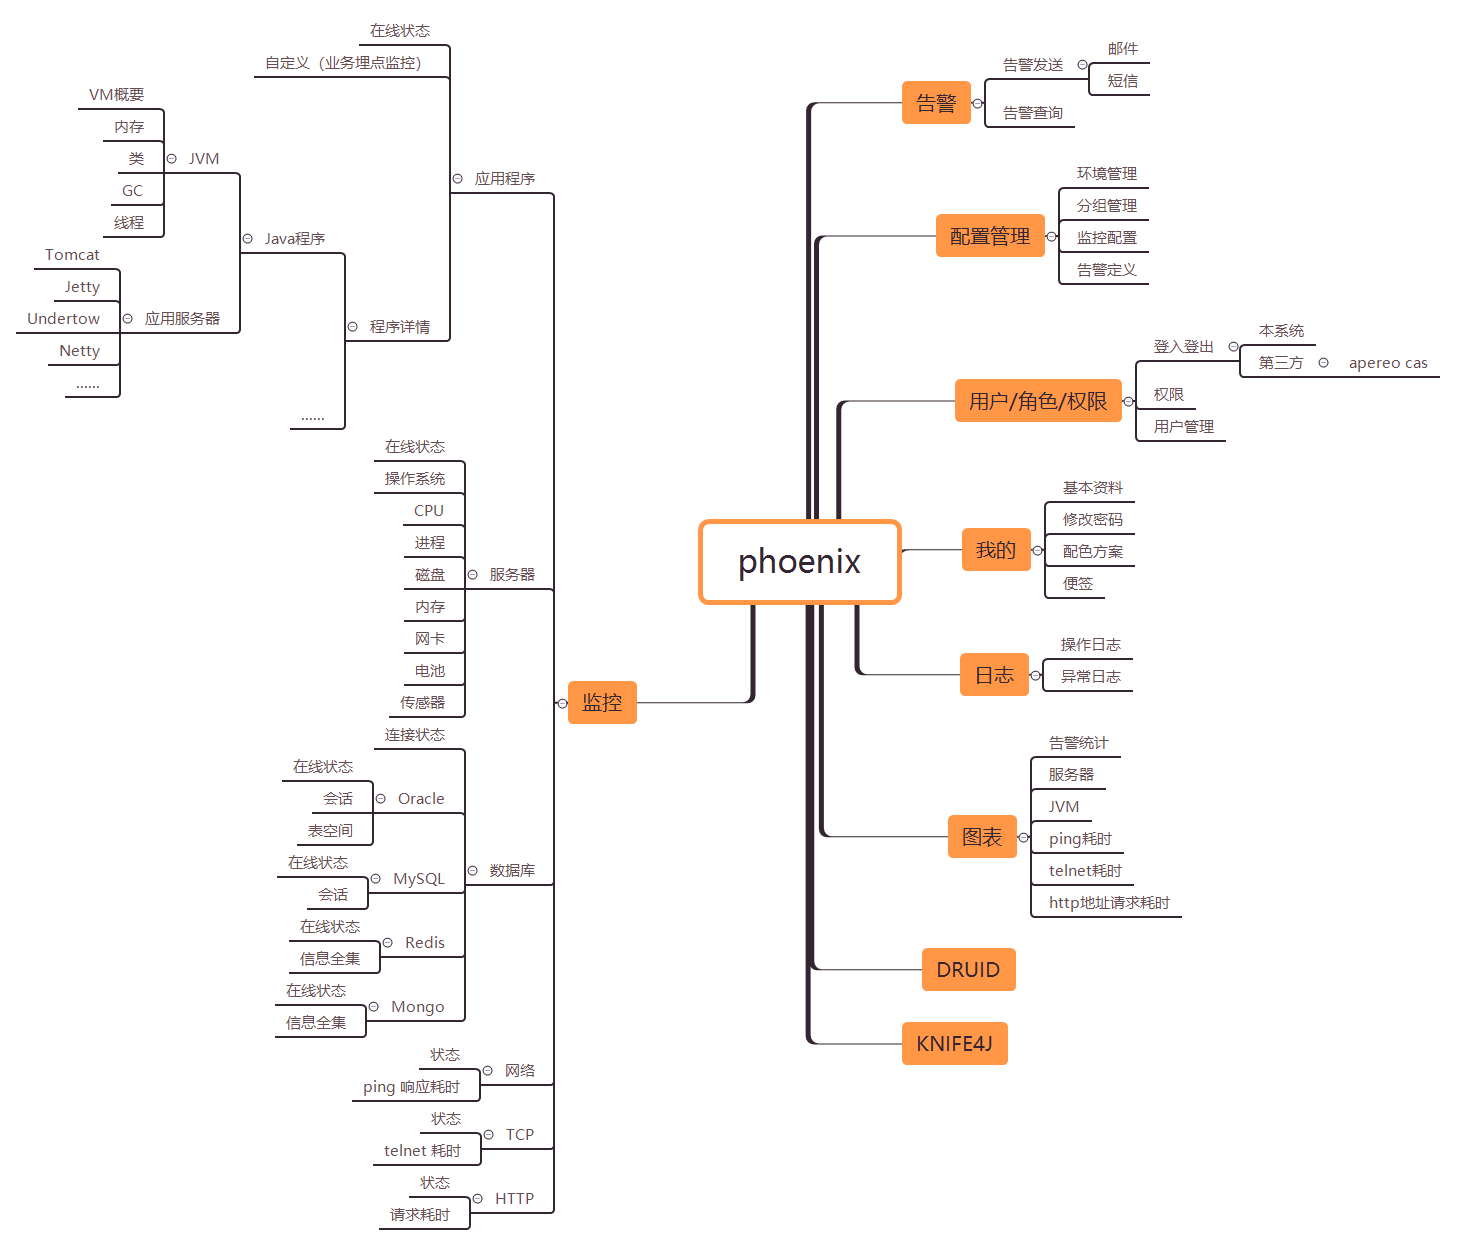 phoenix
监控
应用程序
在线状态
自定义（业务埋点监控）
程序详情
Java程序
JVM
VM概要
内存
类
GC
线程
应用服务器
Tomcat
Jetty
Undertow
Netty
......
......
服务器
在线状态
操作系统
CPU
进程
磁盘
内存
网卡
电池
传感器
数据库
连接状态
Oracle
在线状态
会话
表空间
MySQL
在线状态
会话
Redis
在线状态
信息全集
Mongo
在线状态
信息全集
网络
状态
ping 响应耗时
TCP
状态
telnet 耗时
HTTP
状态
请求耗时
告警
告警发送
邮件
短信
告警查询
配置管理
环境管理
分组管理
监控配置
告警定义
用户/角色/权限
登入登出
本系统
第三方
apereo cas
权限
用户管理
我的
基本资料
修改密码
配色方案
便签
日志
操作日志
异常日志
图表
告警统计
服务器
JVM
ping耗时
telnet耗时
http地址请求耗时
DRUID
KNIFE4J